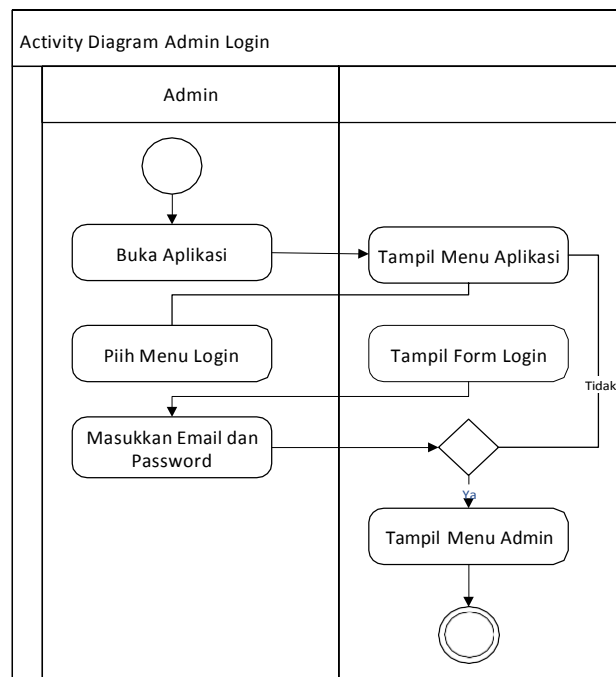 Activity Diagram Admin Login
Admin
Buka Aplikasi
Tampil Menu Aplikasi
Piih Menu Login
Tampil Form Login
Tidak
Masukkan Email dan
Password
Ya
Tampil Menu Admin